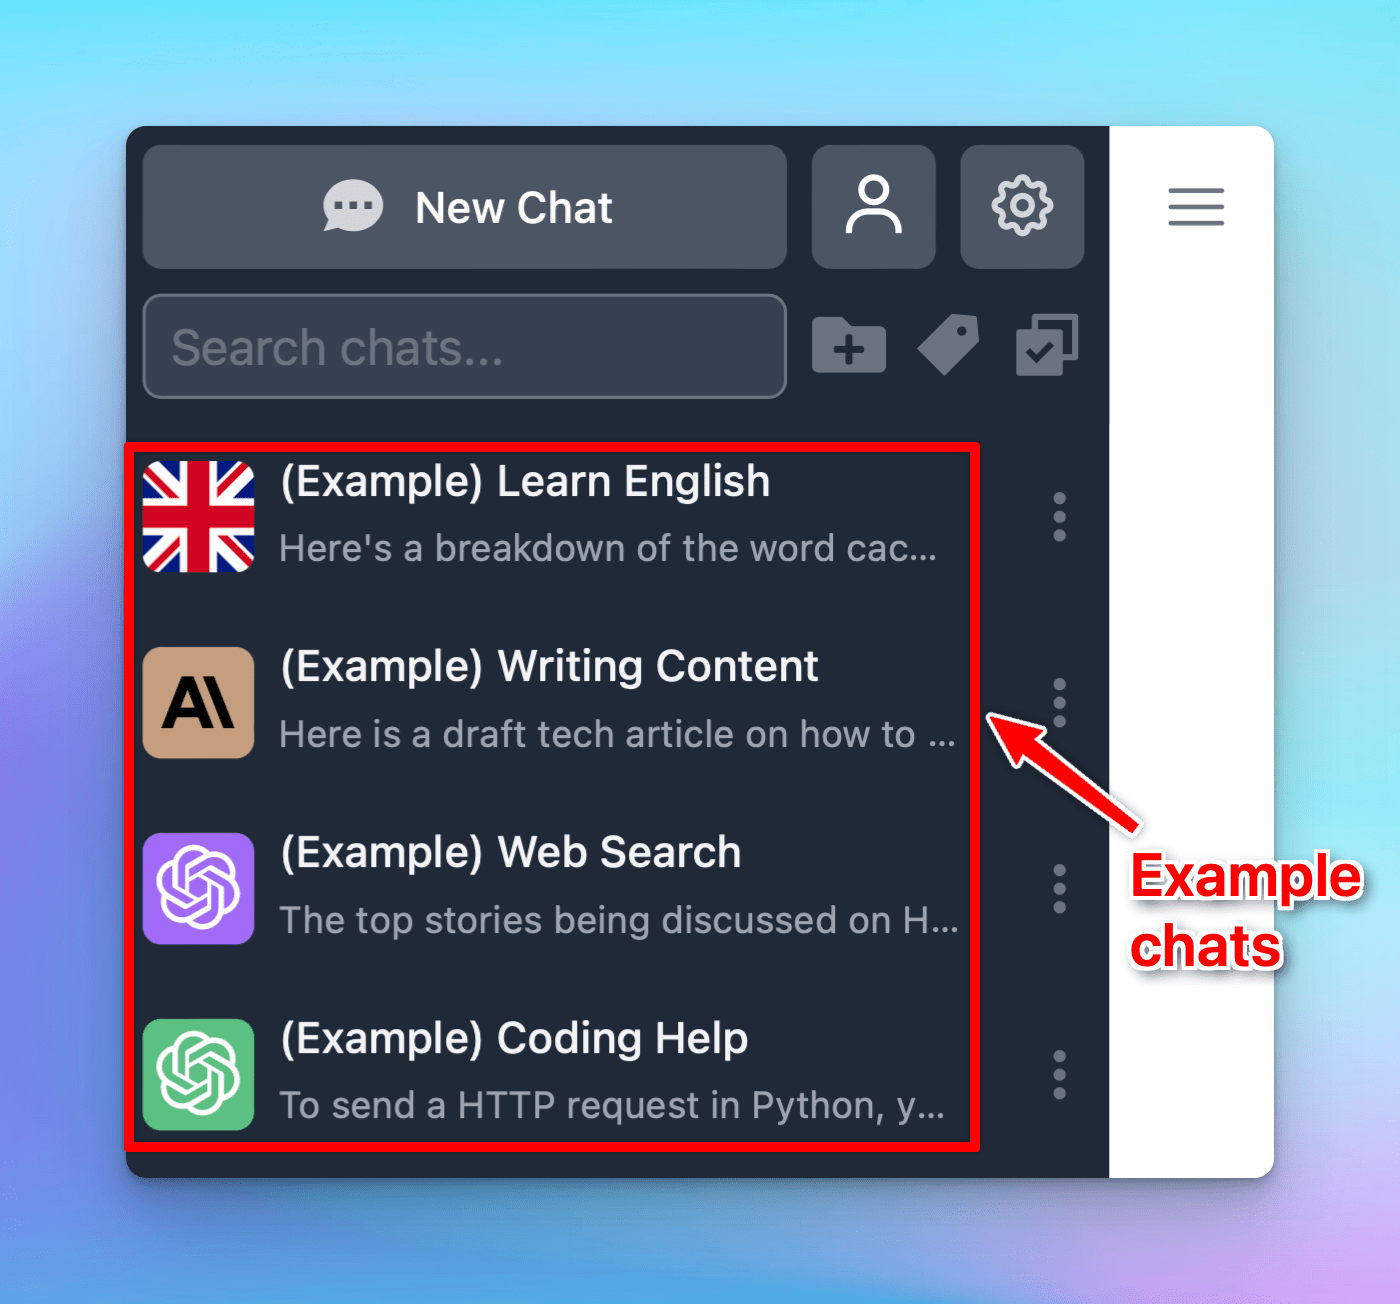 New Chat
Search chats...
(Example) Learn English
Here's a breakdown of the word cac...
(Example) Writing Content
Here is a draft tech article on how to ...
(Example) Web Search
The top stories being discussed on H...
(Example) Coding Help
To send a HTTP request in Python, y...
Example
chats